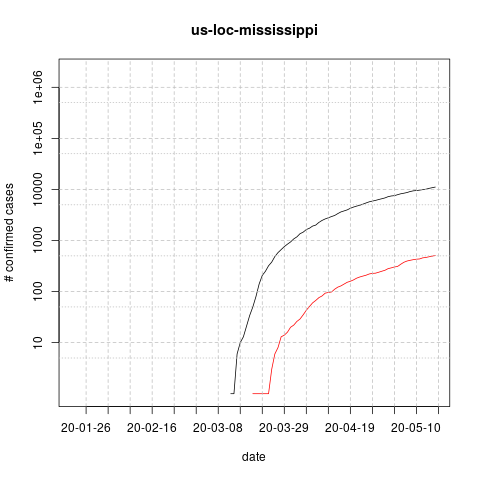 us-loc-mississippi
# confirmed cases
1e+06
1e+05
10000
1000
100
10
20-01-26 20-02-16 20-03-08 20-03-29 20-04-19 20-05-10
date